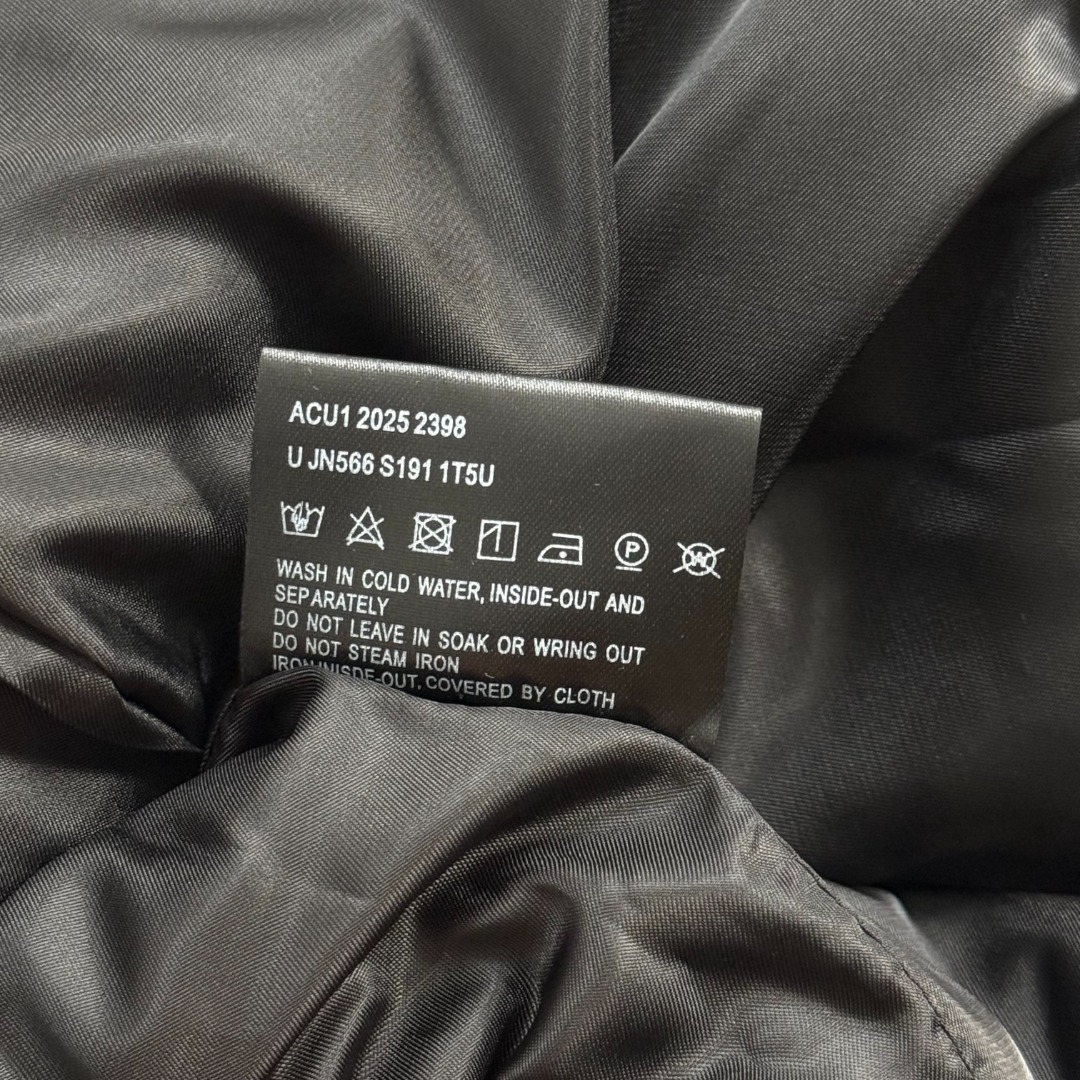 ACU1 2025 2398
U JN566 S191 1T5U
P
W
WASH IN COLD WATER, INSIDE-OUT AND
SEPARATELY
DO NOT LEAVE IN SOAK OR WRING OUT
DO NOT STEAM IRON
IRON INISDE-OUT, COVERED BY CLOTH